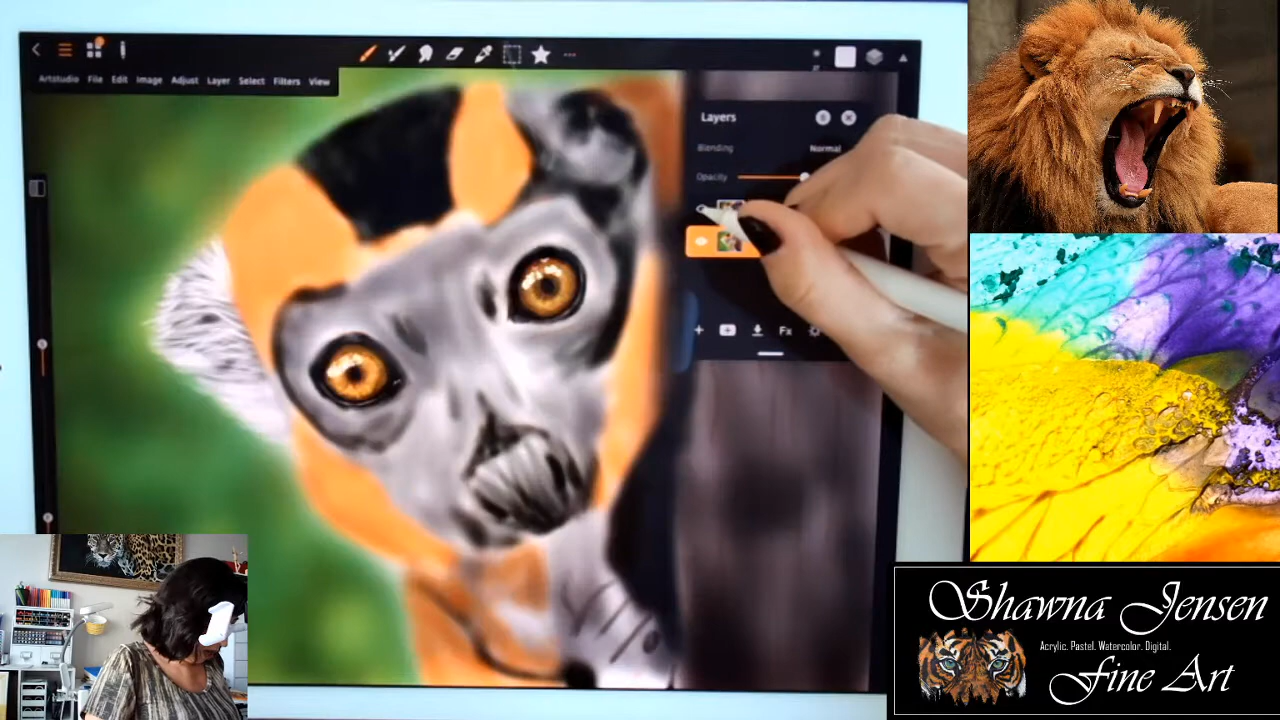 Artstudio File Edit Image Adjust Layer Select Filters View
Layers
Blending Normal
Opacity
Fx
Shawna Jensen
Acrylic. Pastel. Watercolor. Digital.
Fine Art